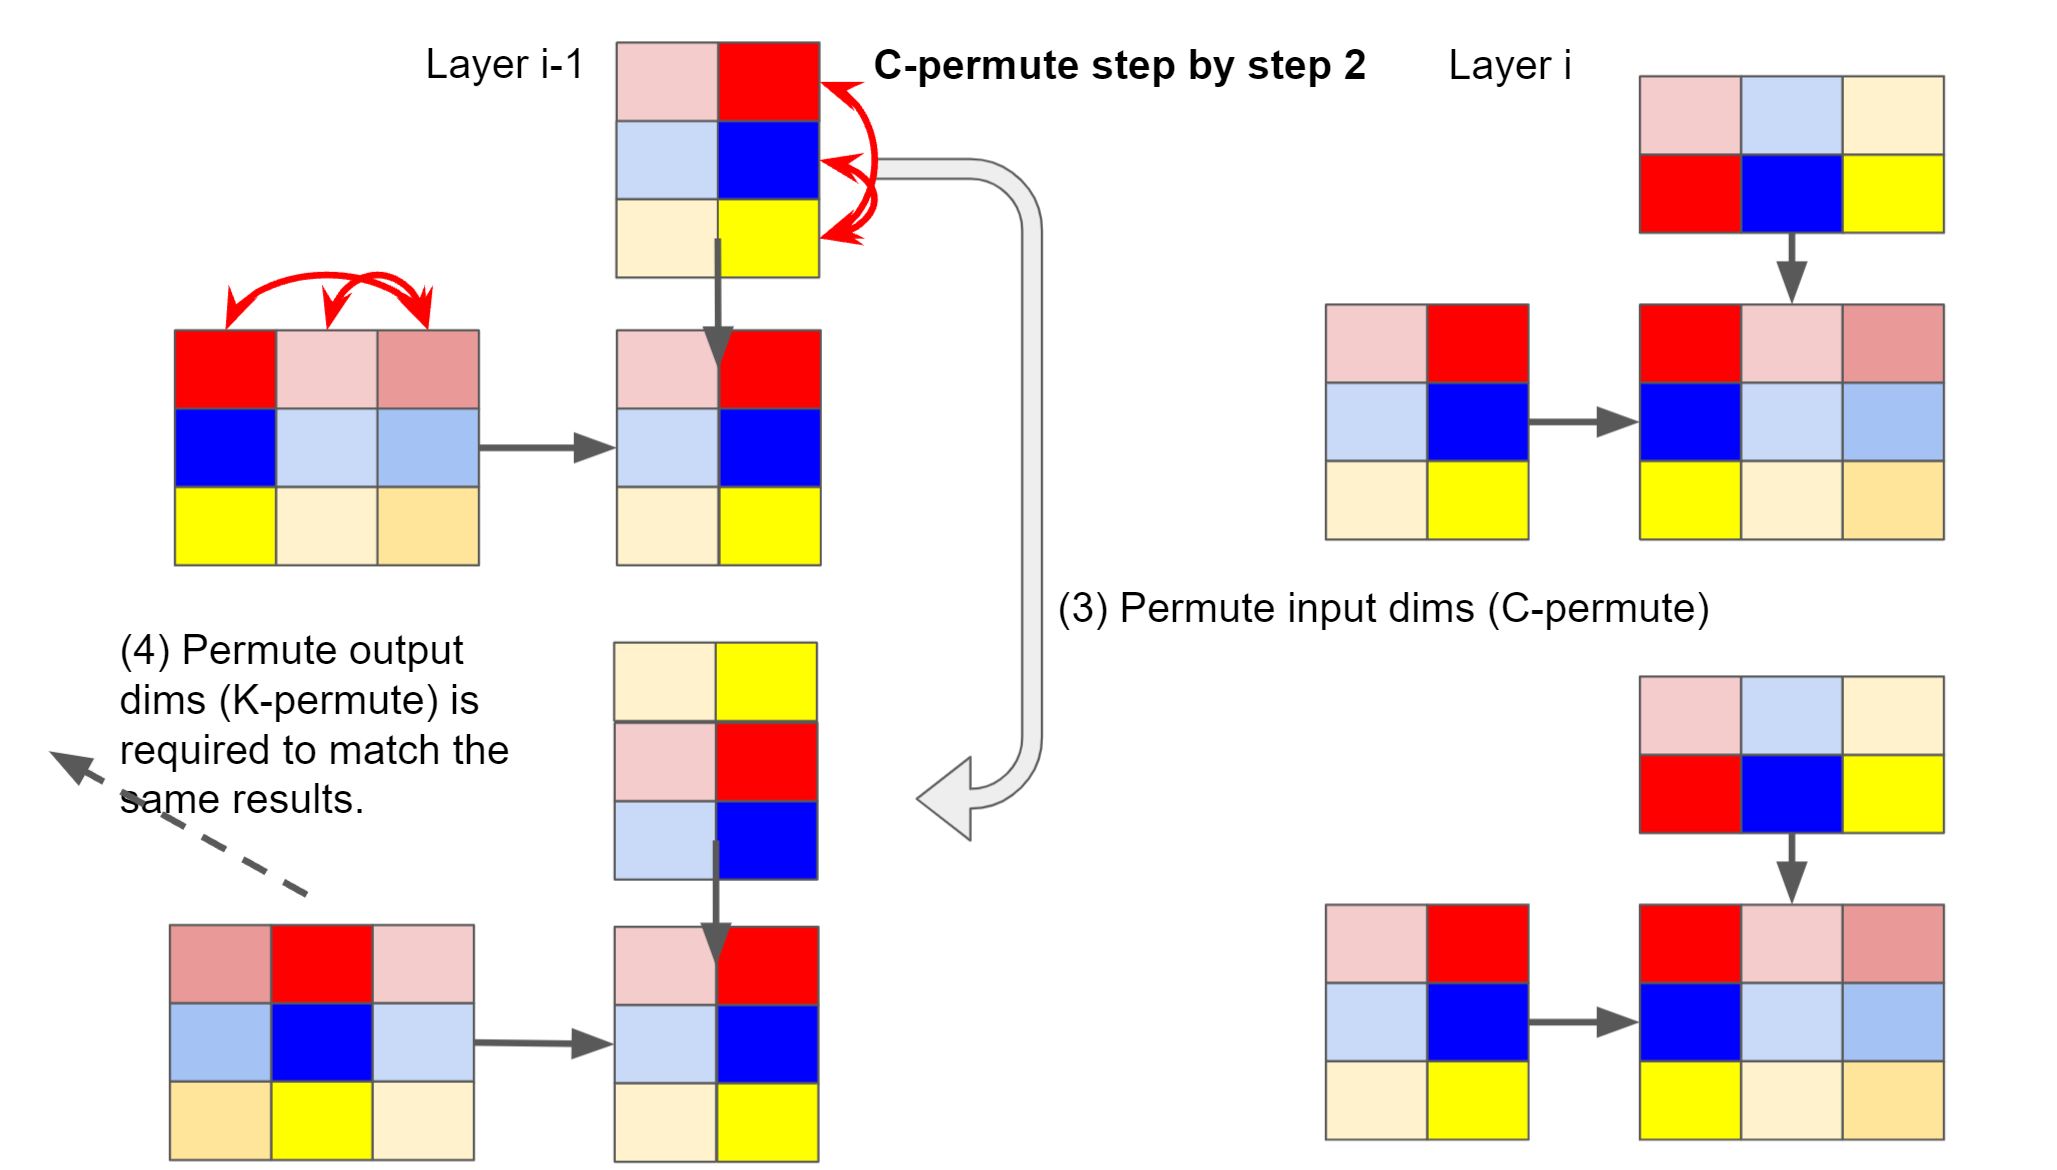 Layer i-1
C-permute step by step 2
Layer i
(3) Permute input dims (C-permute)
(4) Permute output
dims (K-permute) is
required to match the
same results.